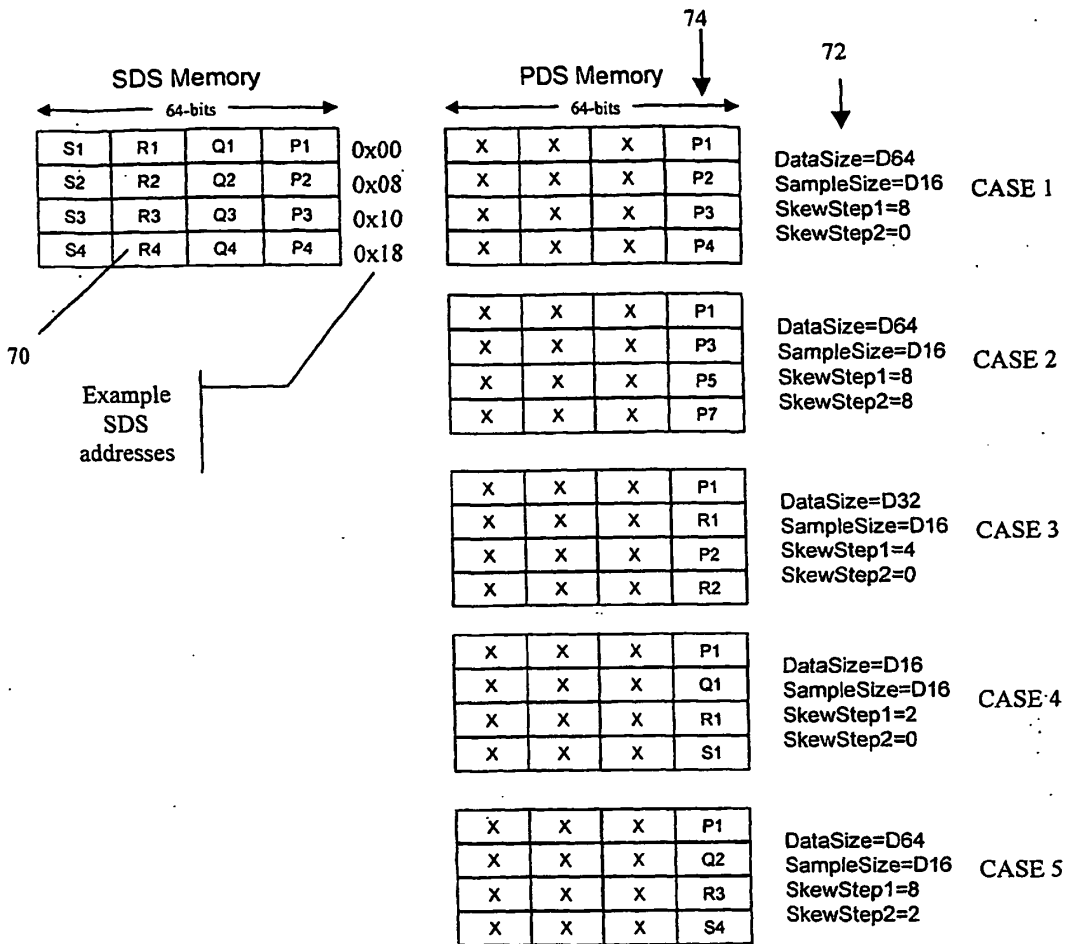 74
72
SDS Memory
PDS Memory
64-bits
64-bits
S1 R1 Q1 P1 0x00
S2 R2 Q2 P2 0x08
S3 R3 Q3 P3 0x10
S4 R4 Q4 P4 0x18
70
Example
SDS
addresses
X X X P1
X X X P2
X X X P3
X X X P4
DataSize=D64
SampleSize=D16
SkewStep1=8
SkewStep2=0
CASE 1
X X X P1
X X X P3
X X X P5
X X X P7
DataSize=D64
SampleSize=D16
SkewStep1=8
SkewStep2=8
CASE 2
X X X P1
X X X R1
X X X P2
X X X R2
DataSize=D32
SampleSize=D16
SkewStep1=4
SkewStep2=0
CASE 3
X X X P1
X X X Q1
X X X R1
X X X S1
DataSize=D16
SampleSize=D16
SkewStep1=2
SkewStep2=0
CASE 4
X X X P1
X X X Q2
X X X R3
X X X S4
DataSize=D64
SampleSize=D16
SkewStep1=8
SkewStep2=2
CASE 5